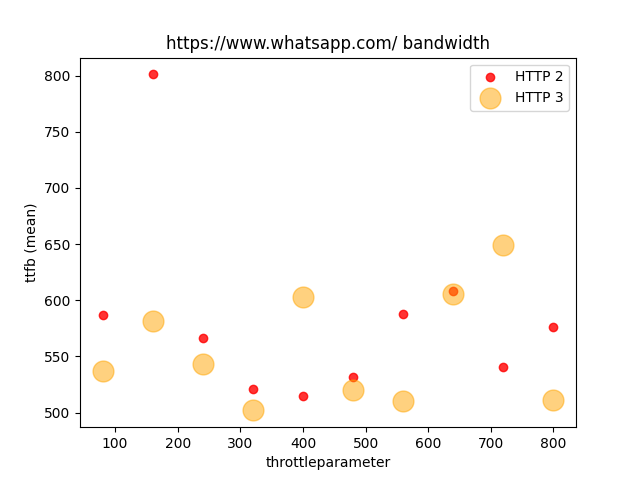 https://www.whatsapp.com/ bandwidth
HTTP 2
HTTP 3
ttfb (mean)
800
750
700
650
600
550
500
100 200 300 400 500 600 700 800
throttleparameter